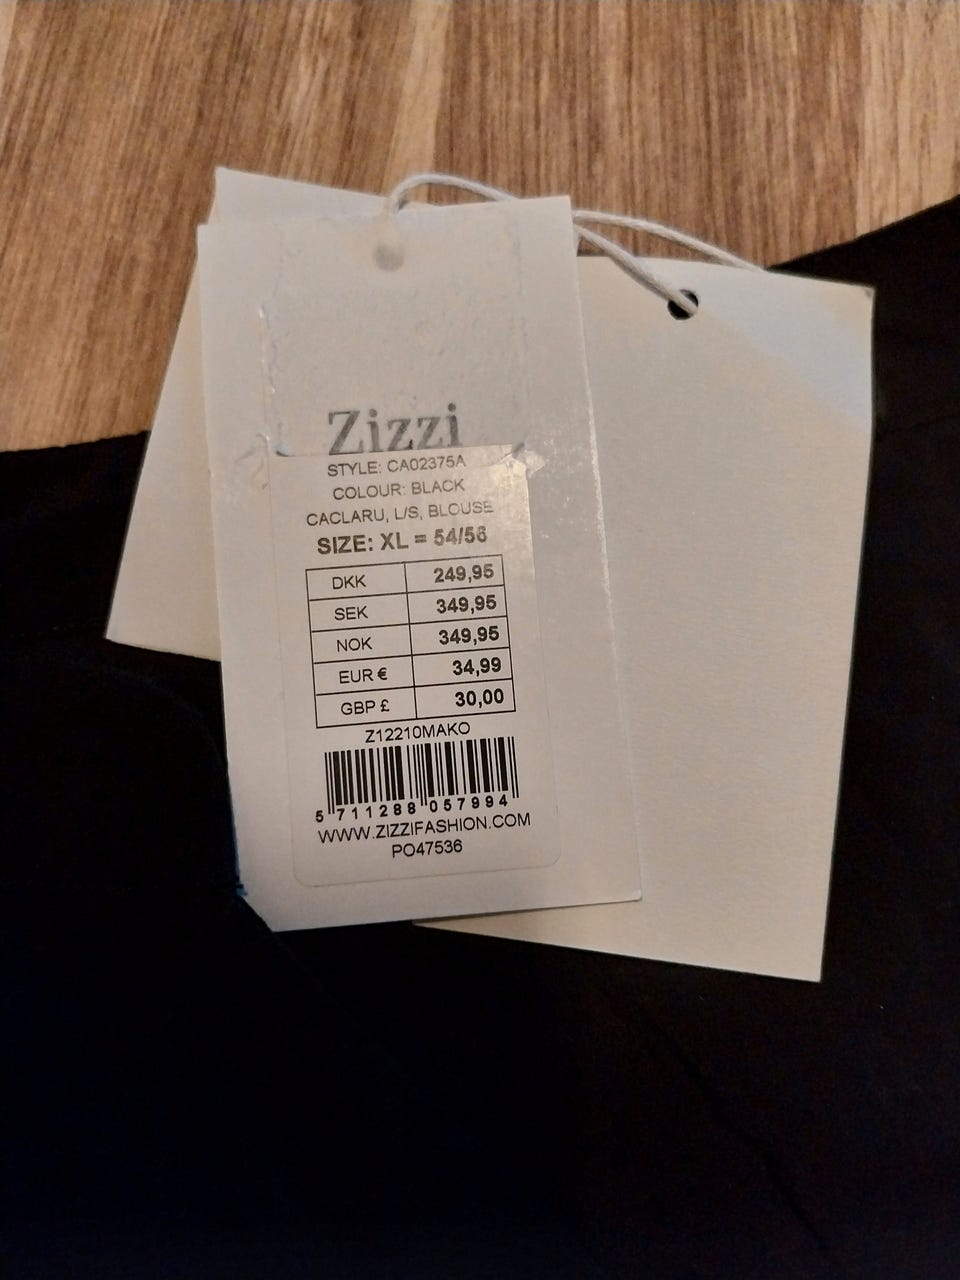 Zizzi
STYLE: CA02375A
COLOUR: BLACK
CACLARU, L/S, BLOUSE
SIZE: XL = 54/56
DKK 249,95
SEK 349,95
NOK 349,95
EUR € 34,99
GBP £ 30,00
Z12210MAKO
5 711288 057994
WWW.ZIZZIFASHION.COM
PO47536